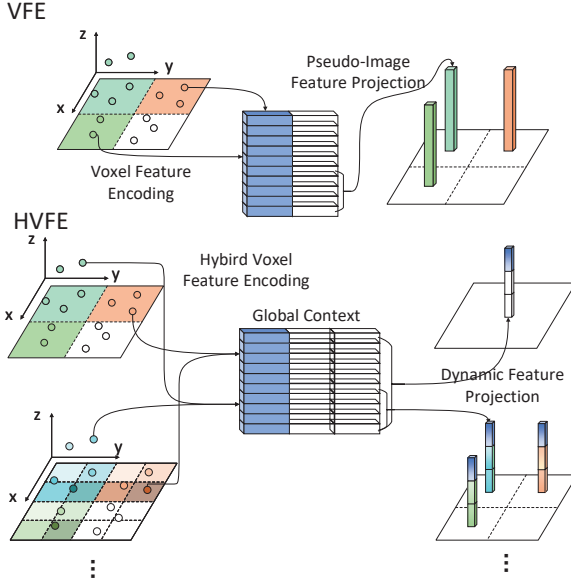 VFE
z
y
x
Pseudo-Image
Feature Projection
Voxel Feature
Encoding
HVFE
z
y
x
Hybird Voxel
Feature Encoding
Global Context
Dynamic Feature
Projection
z
y
x
⋮
⋮